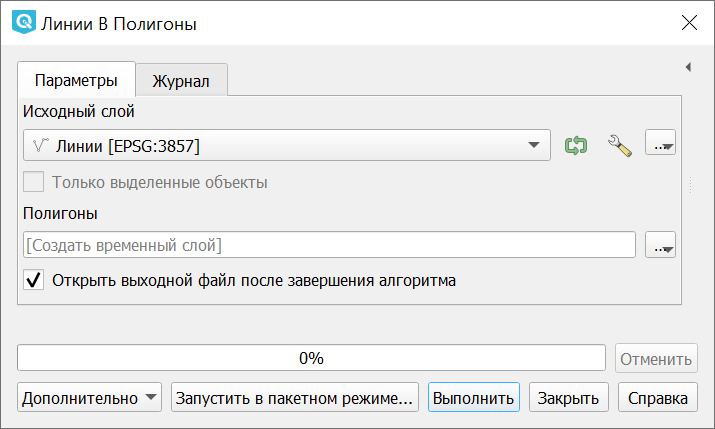 Линии В Полигоны
Параметры
Журнал
Исходный слой
Линии [EPSG:3857]
...
Только выделенные объекты
Полигоны
[Создать временный слой]
...
Открыть выходной файл после завершения алгоритма
0%
Отменить
Дополнительно
Запустить в пакетном режиме...
Выполнить
Закрыть
Справка